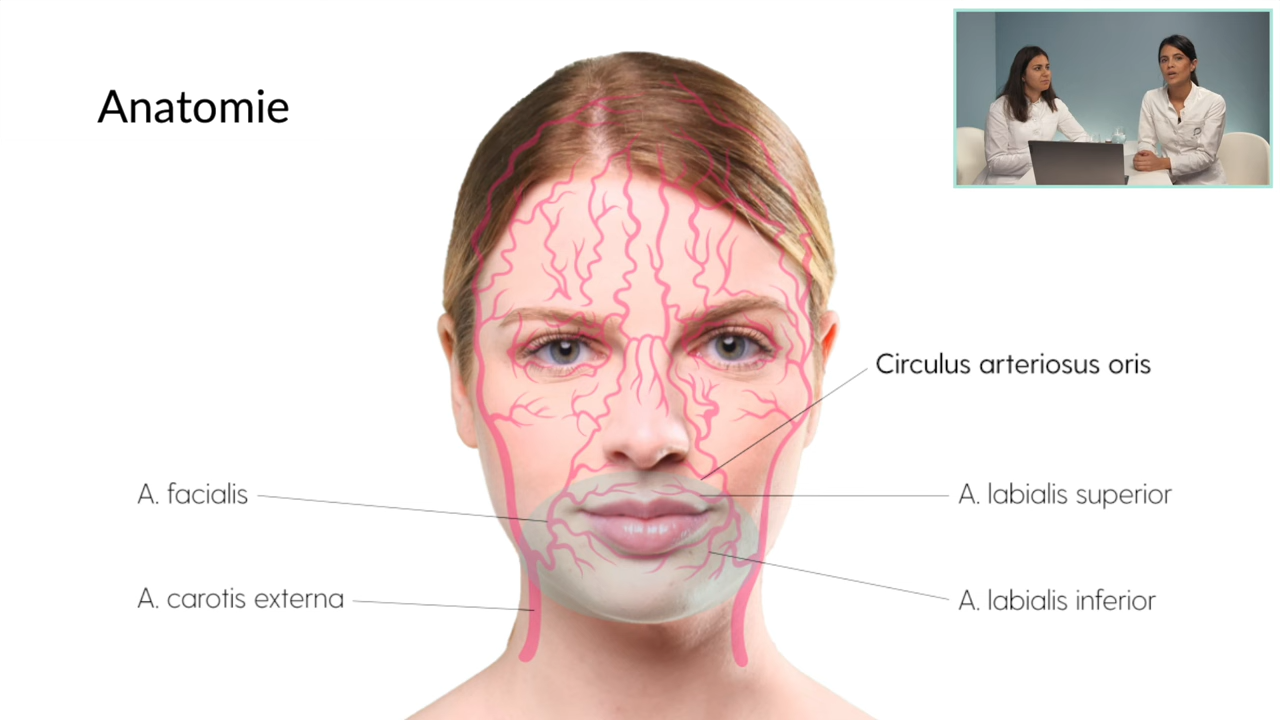 Anatomie
Circulus arteriosus oris
A. facialis
A. labialis superior
A. carotis externa
A. labialis inferior